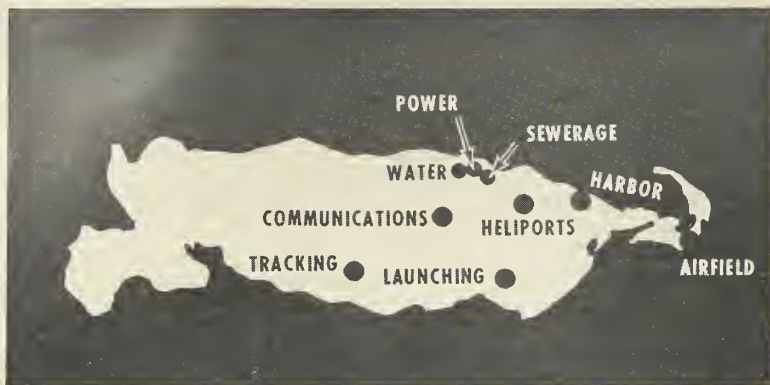 POWER
SEWERAGE
WATER
HARBOR
COMMUNICATIONS
HELIPORTS
AIRFIELD
TRACKING
LAUNCHING